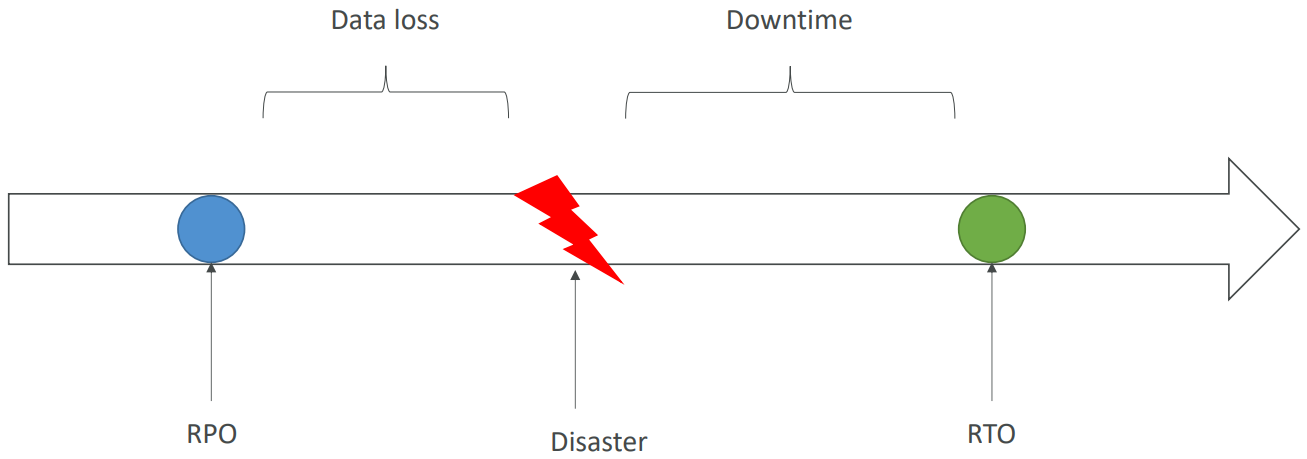 Data loss
Downtime
RPO
Disaster
RTO